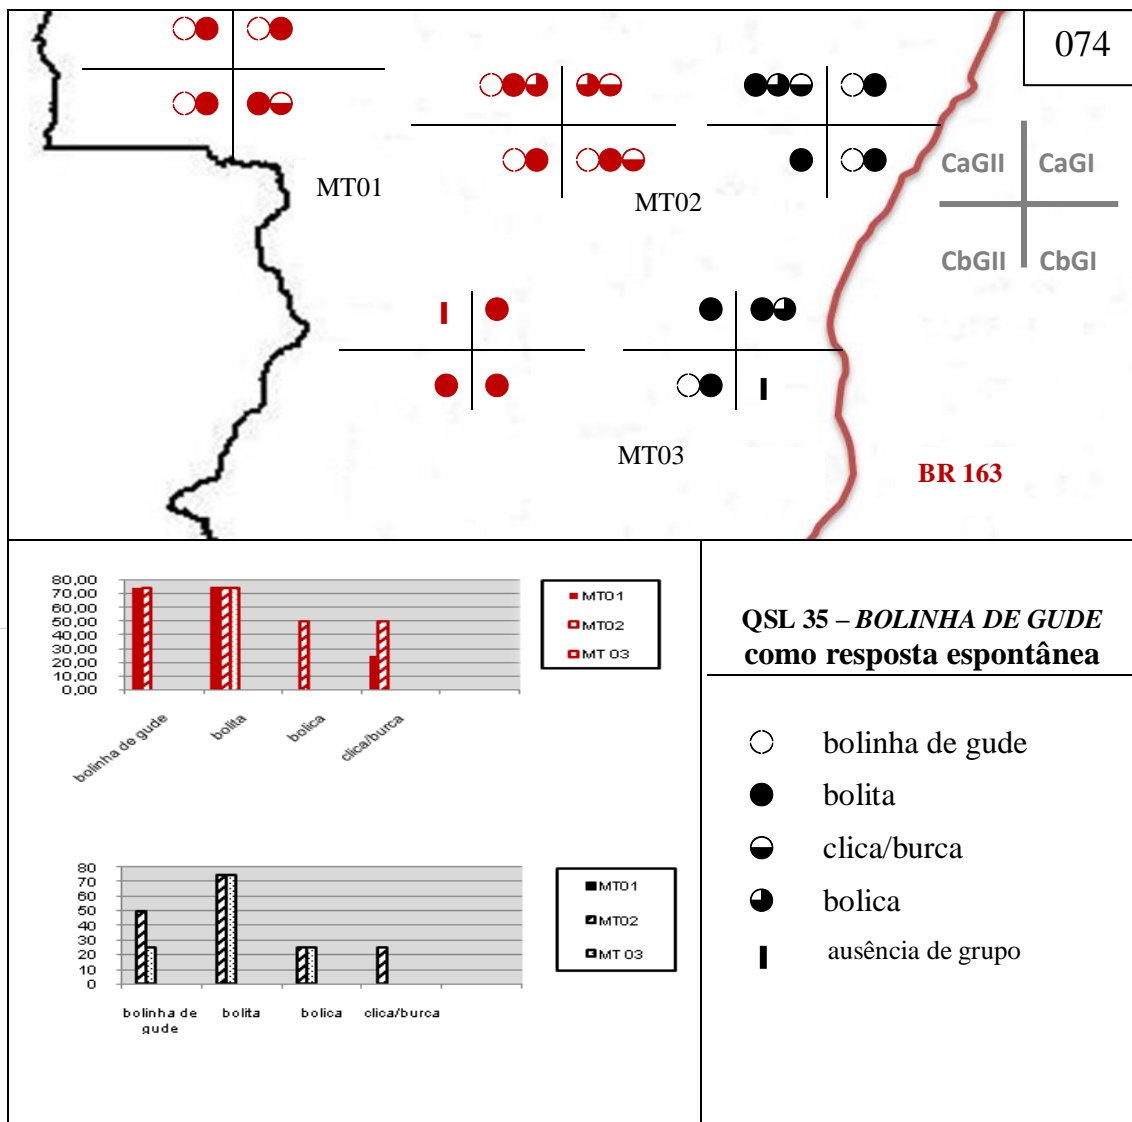 074
CaGII CaGI
MT01
MT02
CbGII CbGI
MT03
BR 163
80,00
70,00
60,00
50,00
40,00
30,00
20,00
10,00
0,00
bolinha de gude
bolita
bolica
clica/burca
MT01
MT02
MT 03
80
70
60
50
40
30
20
10
0
bolinha de
gude
bolita
bolica
clica/burca
MT01
MT02
MT 03
QSL 35 – BOLINHA DE GUDE
como resposta espontânea
bolinha de gude
bolita
clica/burca
bolica
ausência de grupo